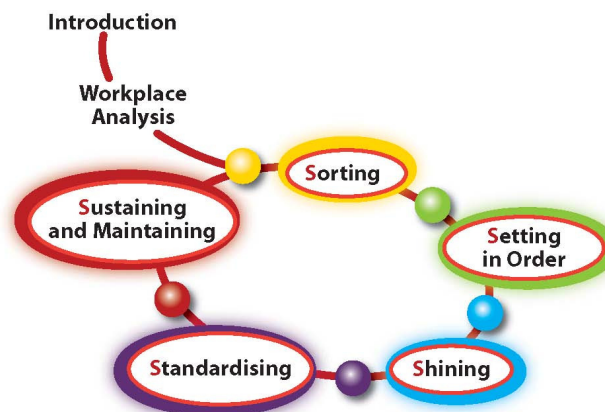 Introduction
Workplace
Analysis
Sorting
Setting
in Order
Shining
Standardising
Sustaining
and Maintaining